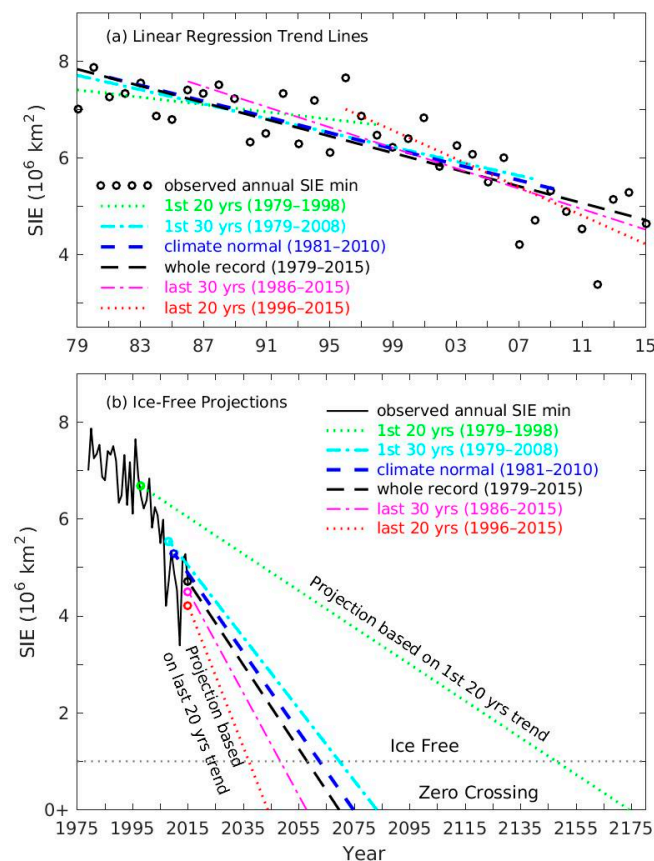 (a) Linear Regression Trend Lines
SIE (10⁶ km²)
8
6
4
observed annual SIE min
1st 20 yrs (1979–1998)
1st 30 yrs (1979–2008)
climate normal (1981–2010)
whole record (1979–2015)
last 30 yrs (1986–2015)
last 20 yrs (1996–2015)
79 83 87 91 95 99 03 07 11 15
(b) Ice-Free Projections
SIE (10⁶ km²)
8
6
4
2
0+
observed annual SIE min
1st 20 yrs (1979–1998)
1st 30 yrs (1979–2008)
climate normal (1981–2010)
whole record (1979–2015)
last 30 yrs (1986–2015)
last 20 yrs (1996–2015)
Projection based on 1st 20 yrs trend
Projection based
on last 20 yrs trend
Ice Free
Zero Crossing
1975 1995 2015 2035 2055 2075 2095 2115 2135 2155 2175
Year